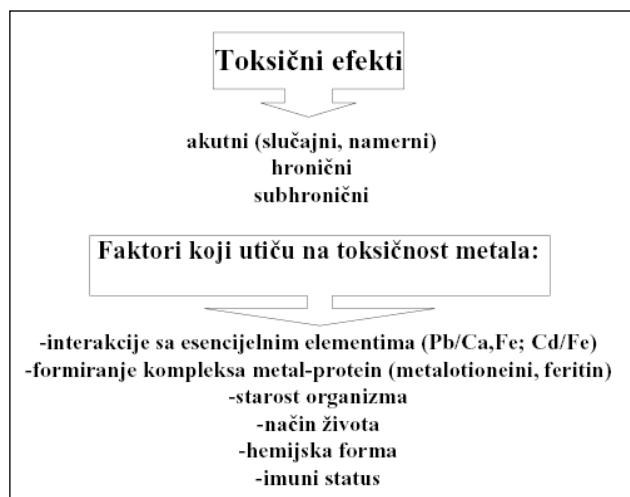 Toksični efekti
akutni (slučajni, namerni)
hronični
subhronični
Faktori koji utiču na toksičnost metala:
-interakcije sa esencijelnim elementima (Pb/Ca,Fe; Cd/Fe)
-formiranje kompleksa metal-protein (metalotioneini, feritin)
-starost organizma
-način života
-hemijska forma
-imuni status